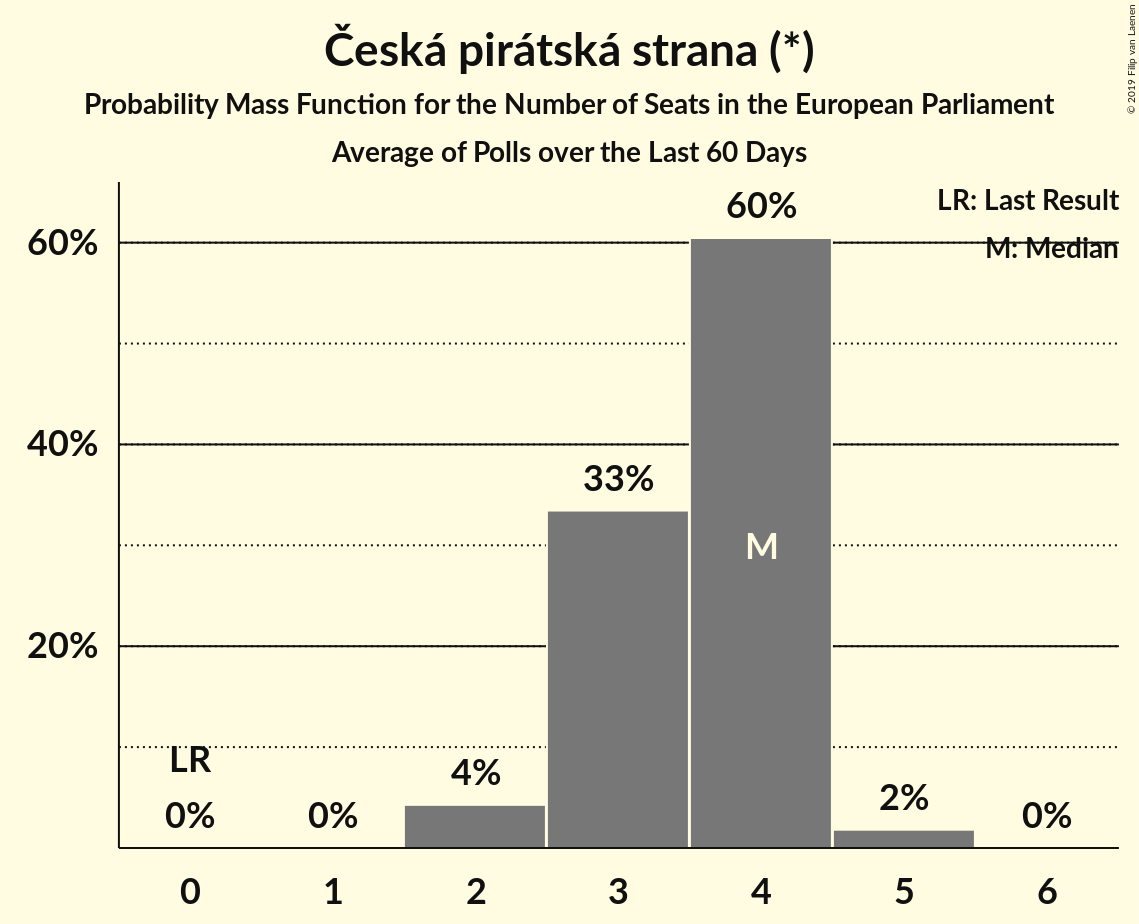 Česká pirátská strana (*)
Probability Mass Function for the Number of Seats in the European Parliament
Average of Polls over the Last 60 Days
© 2019 Filip van Laenen
LR: Last Result
M: Median
60%
40%
20%
60%
33%
M
LR
0%
0%
4%
2%
0%
0
1
2
3
4
5
6